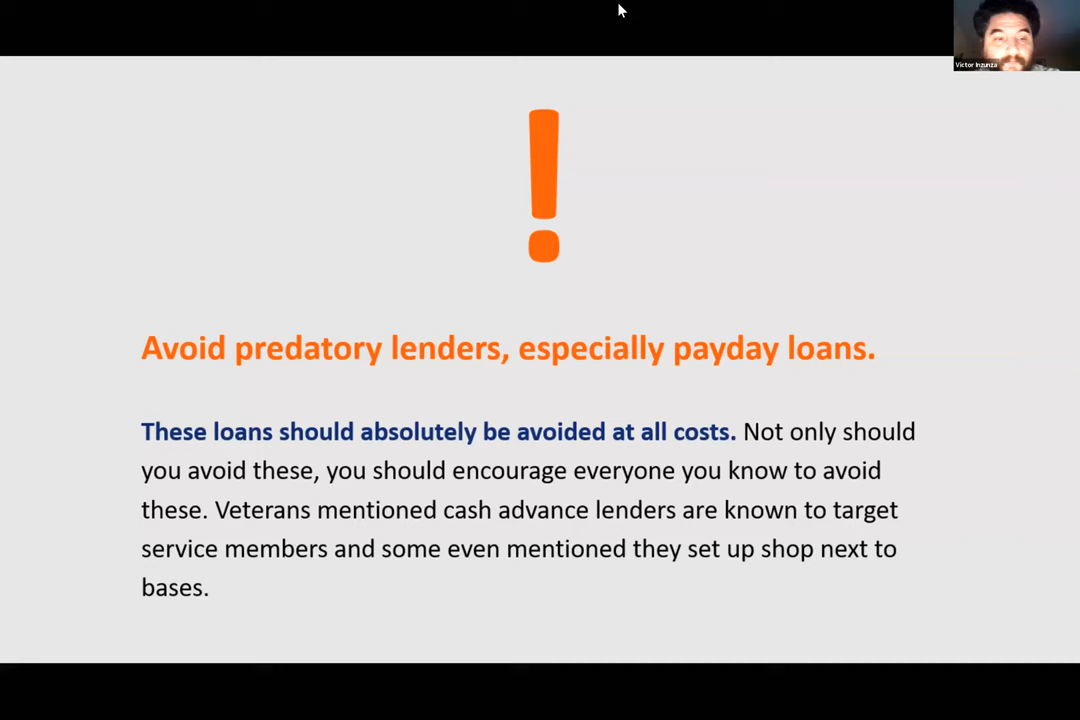 Victor Inzunza
!
Avoid predatory lenders, especially payday loans.
These loans should absolutely be avoided at all costs. Not only should
you avoid these, you should encourage everyone you know to avoid
these. Veterans mentioned cash advance lenders are known to target
service members and some even mentioned they set up shop next to
bases.